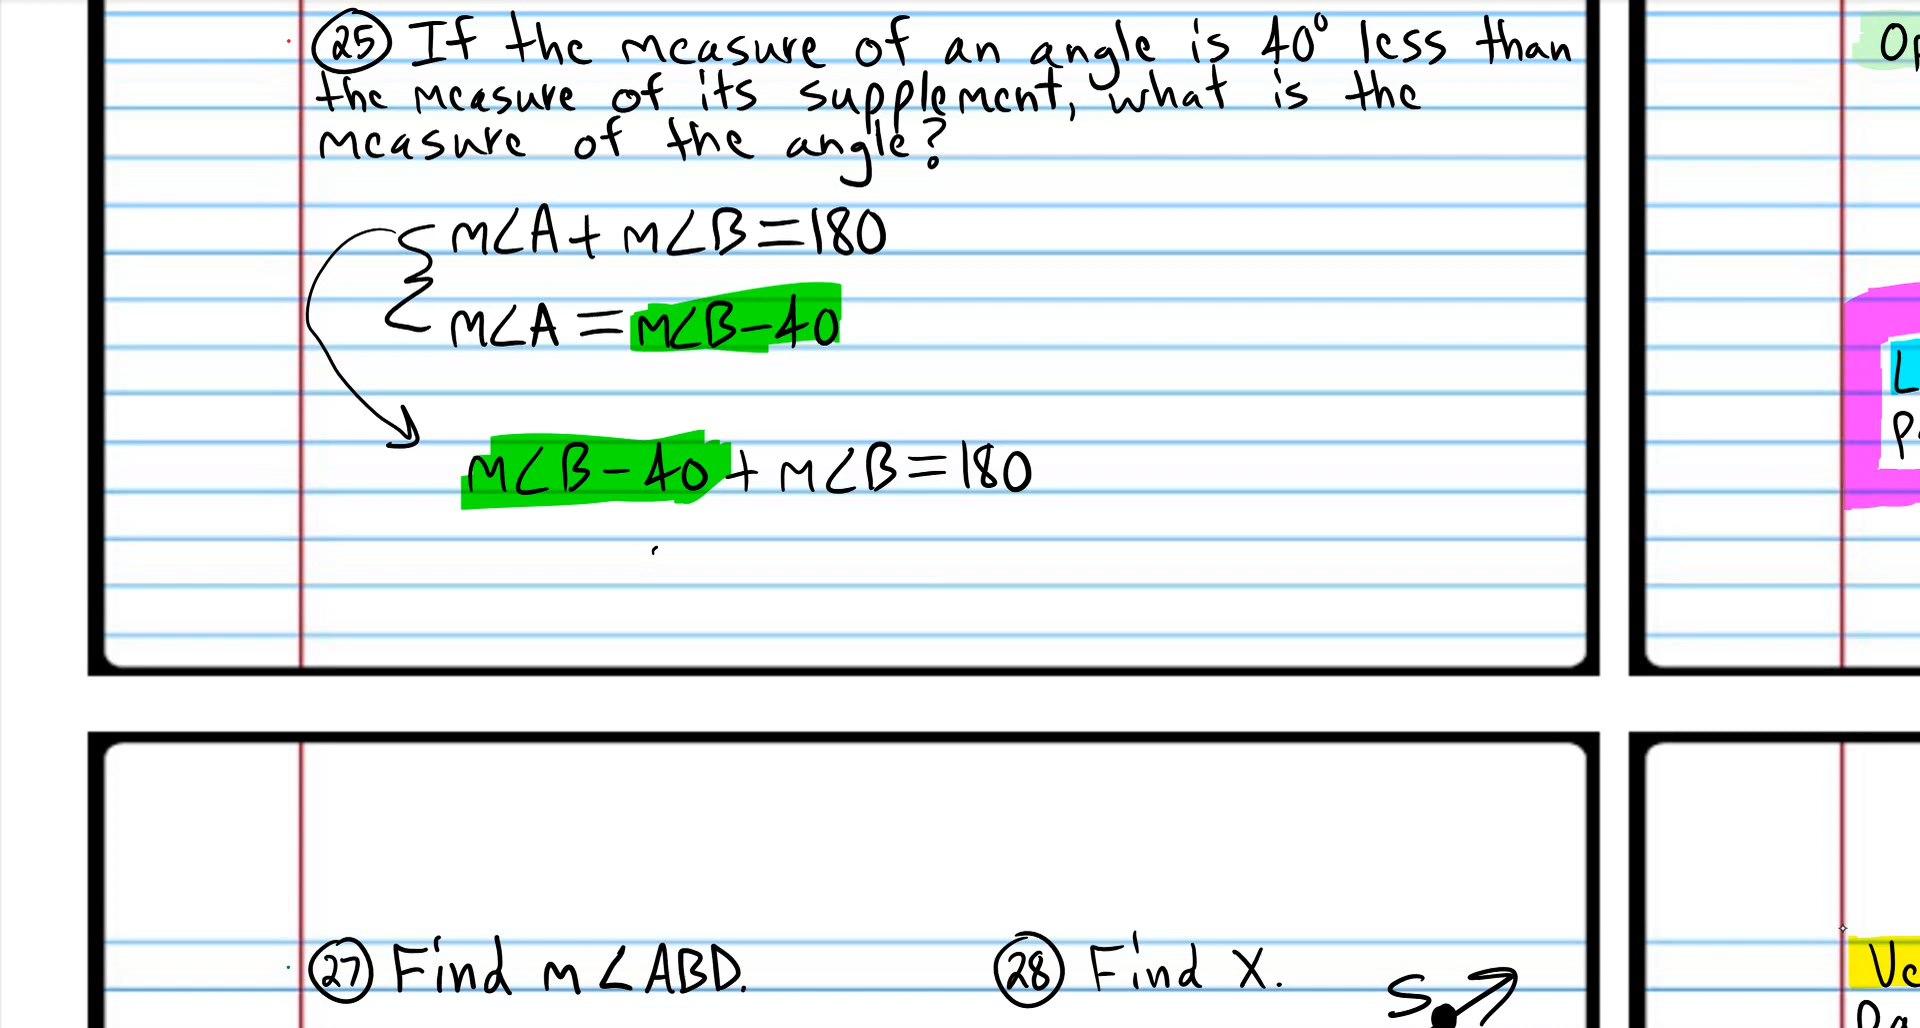 25 If the measure of an angle is 40° less than
the measure of its supplement, what is the
measure of the angle?
m∠A + m∠B = 180
m∠A = m∠B - 40
m∠B - 40 + m∠B = 180
27 Find m∠ABD.
28 Find X.
S